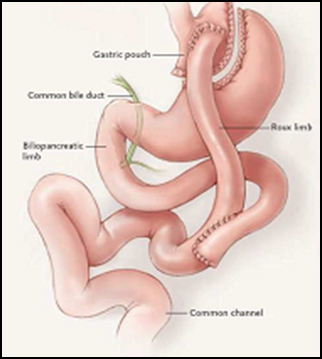 Gastric pouch
Common bile duct
Roux limb
Biliopancreatic
limb
Common channel